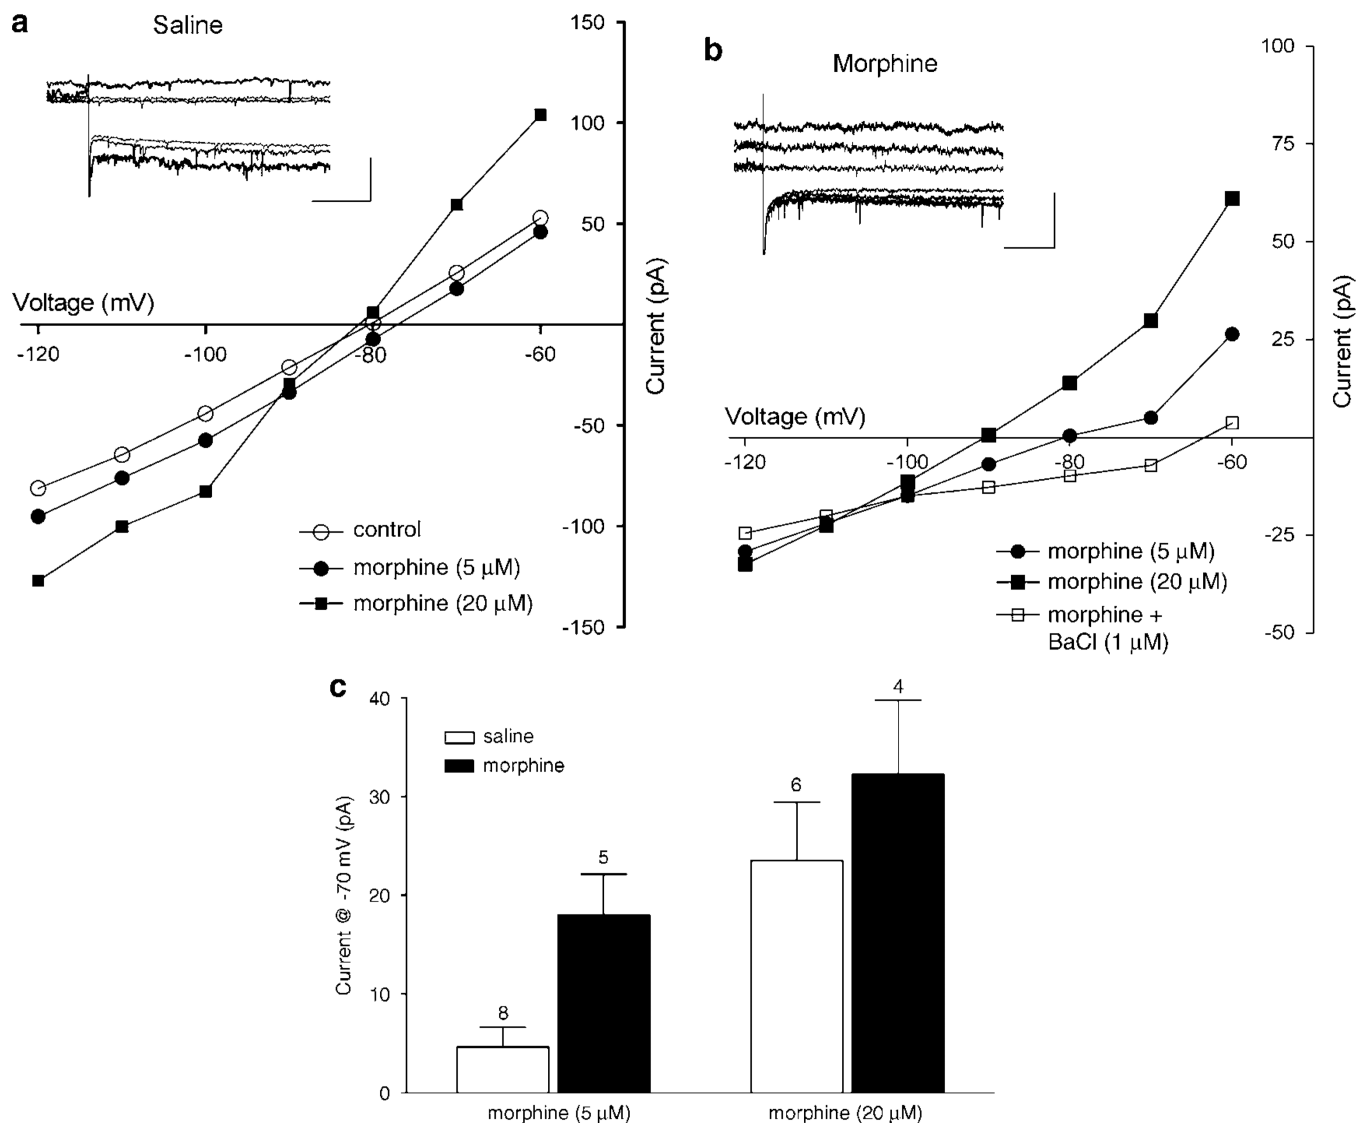 a
Saline
150
100
50
Voltage (mV)
-120
-100
-80
-60
-50
-100
-150
Current (pA)
control
morphine (5 µM)
morphine (20 µM)
b
Morphine
100
75
50
25
Voltage (mV)
-120
-100
-80
-60
-25
-50
Current (pA)
morphine (5 µM)
morphine (20 µM)
morphine +
BaCl (1 µM)
c
40
30
20
10
0
Current @ -70 mV (pA)
saline
morphine
8
5
6
4
morphine (5 µM)
morphine (20 µM)